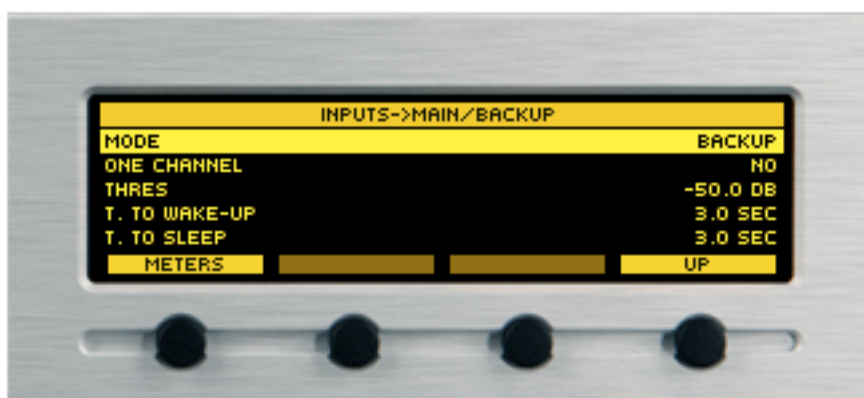 INPUTS->MAIN/BACKUP
MODE BACKUP
ONE CHANNEL NO
THRES -50.0 DB
T. TO WAKE-UP 3.0 SEC
T. TO SLEEP 3.0 SEC
METERS UP